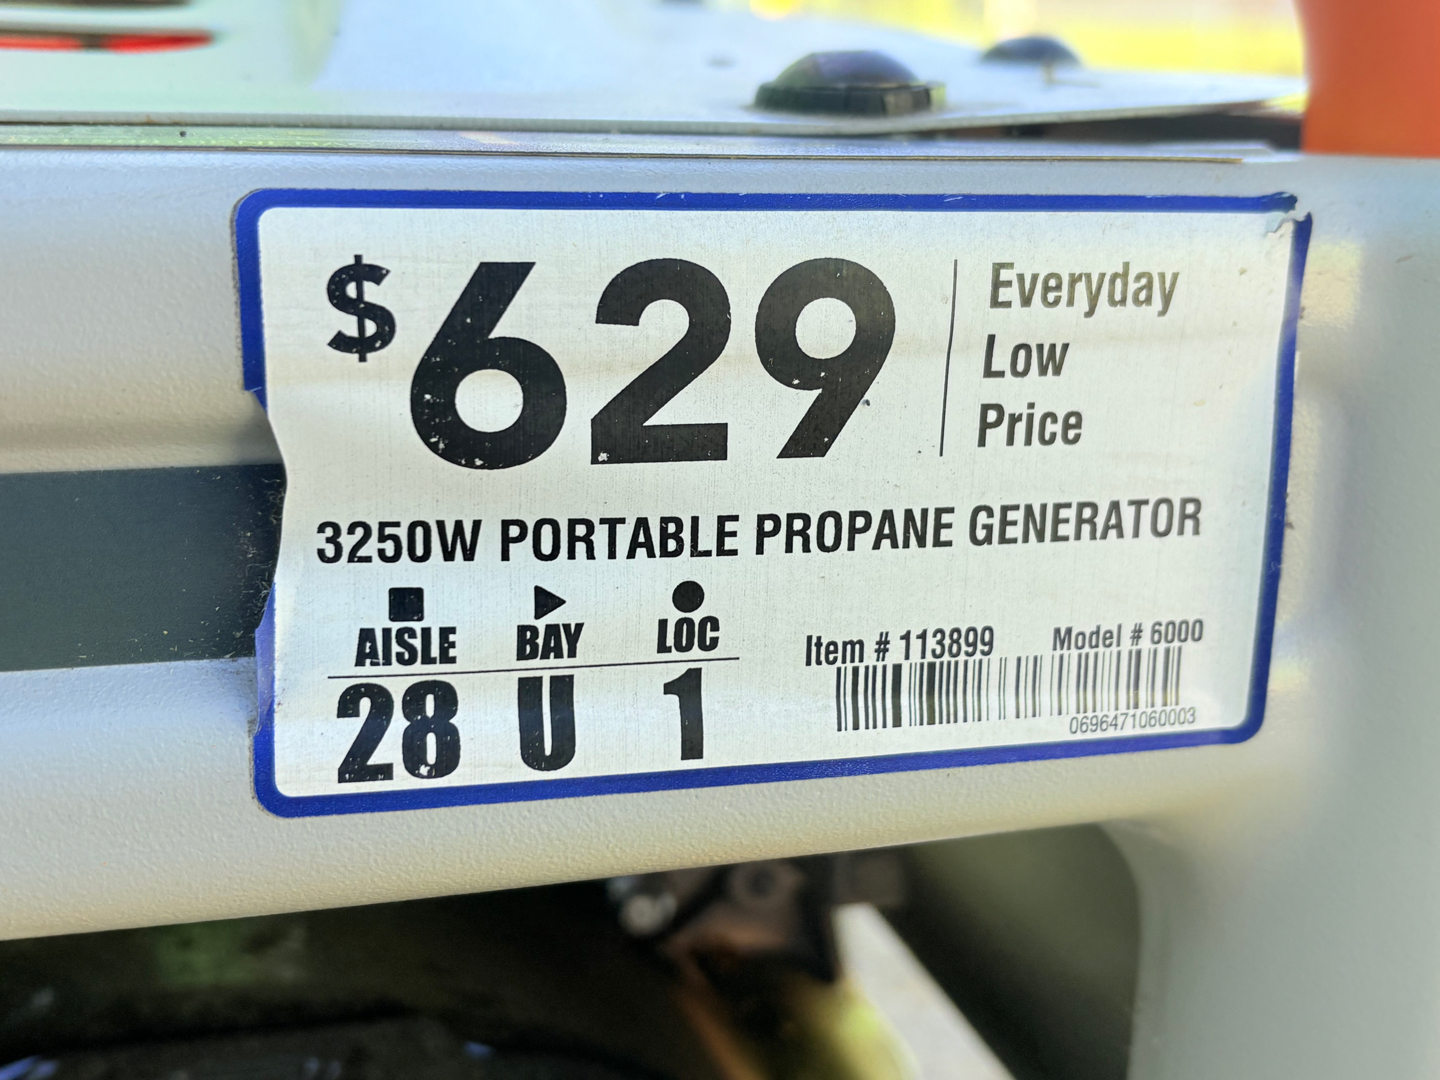 $629
Everyday
Low
Price
3250W PORTABLE PROPANE GENERATOR
AISLE BAY LOC
28 U 1
Item # 113899 Model # 6000
0696471060003